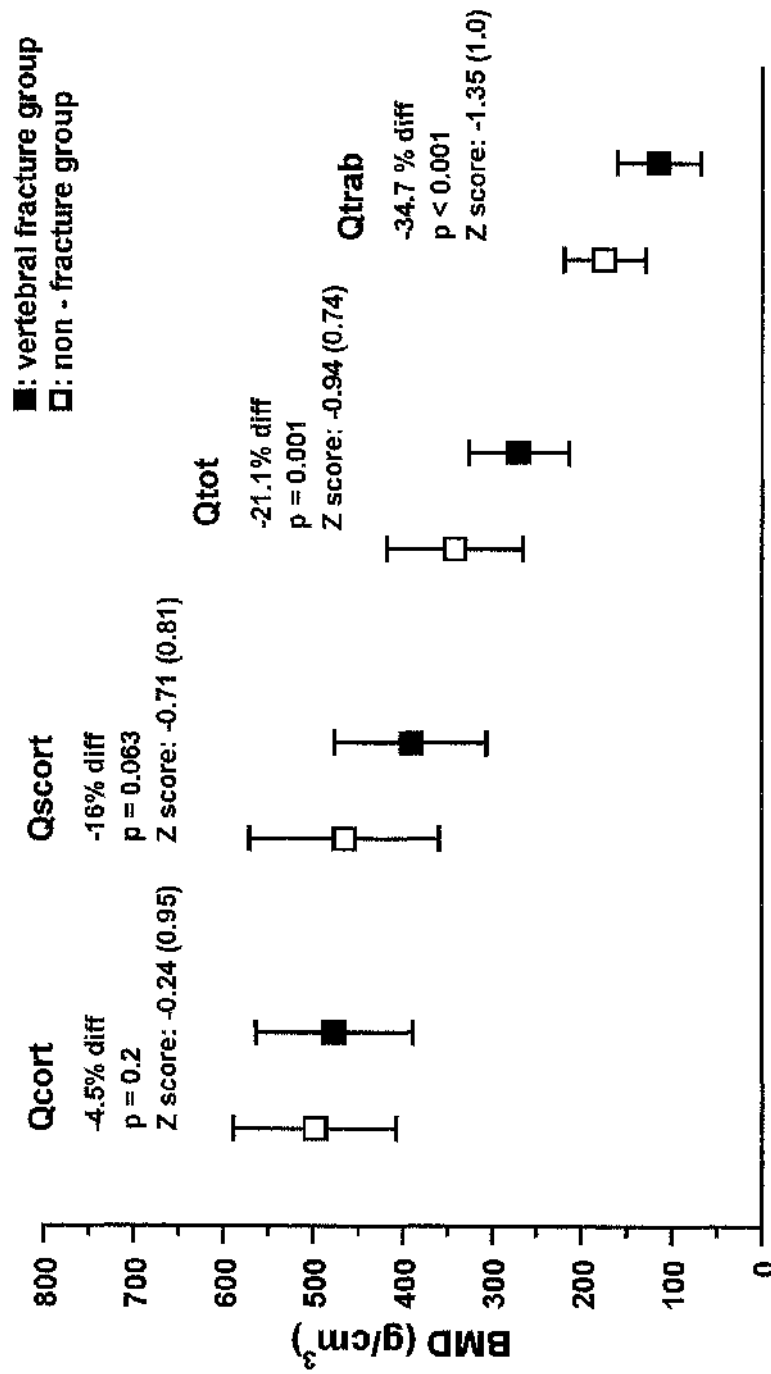 ■: vertebral fracture group
□: non - fracture group
Qcort
-4.5% diff
p = 0.2
Z score: -0.24 (0.95)
Qscort
-16% diff
p = 0.063
Z score: -0.71 (0.81)
Qtot
-21.1% diff
p = 0.001
Z score: -0.94 (0.74)
Qtrab
-34.7 % diff
p < 0.001
Z score: -1.35 (1.0)
BMD (g/cm³)
800
700
600
500
400
300
200
100
0